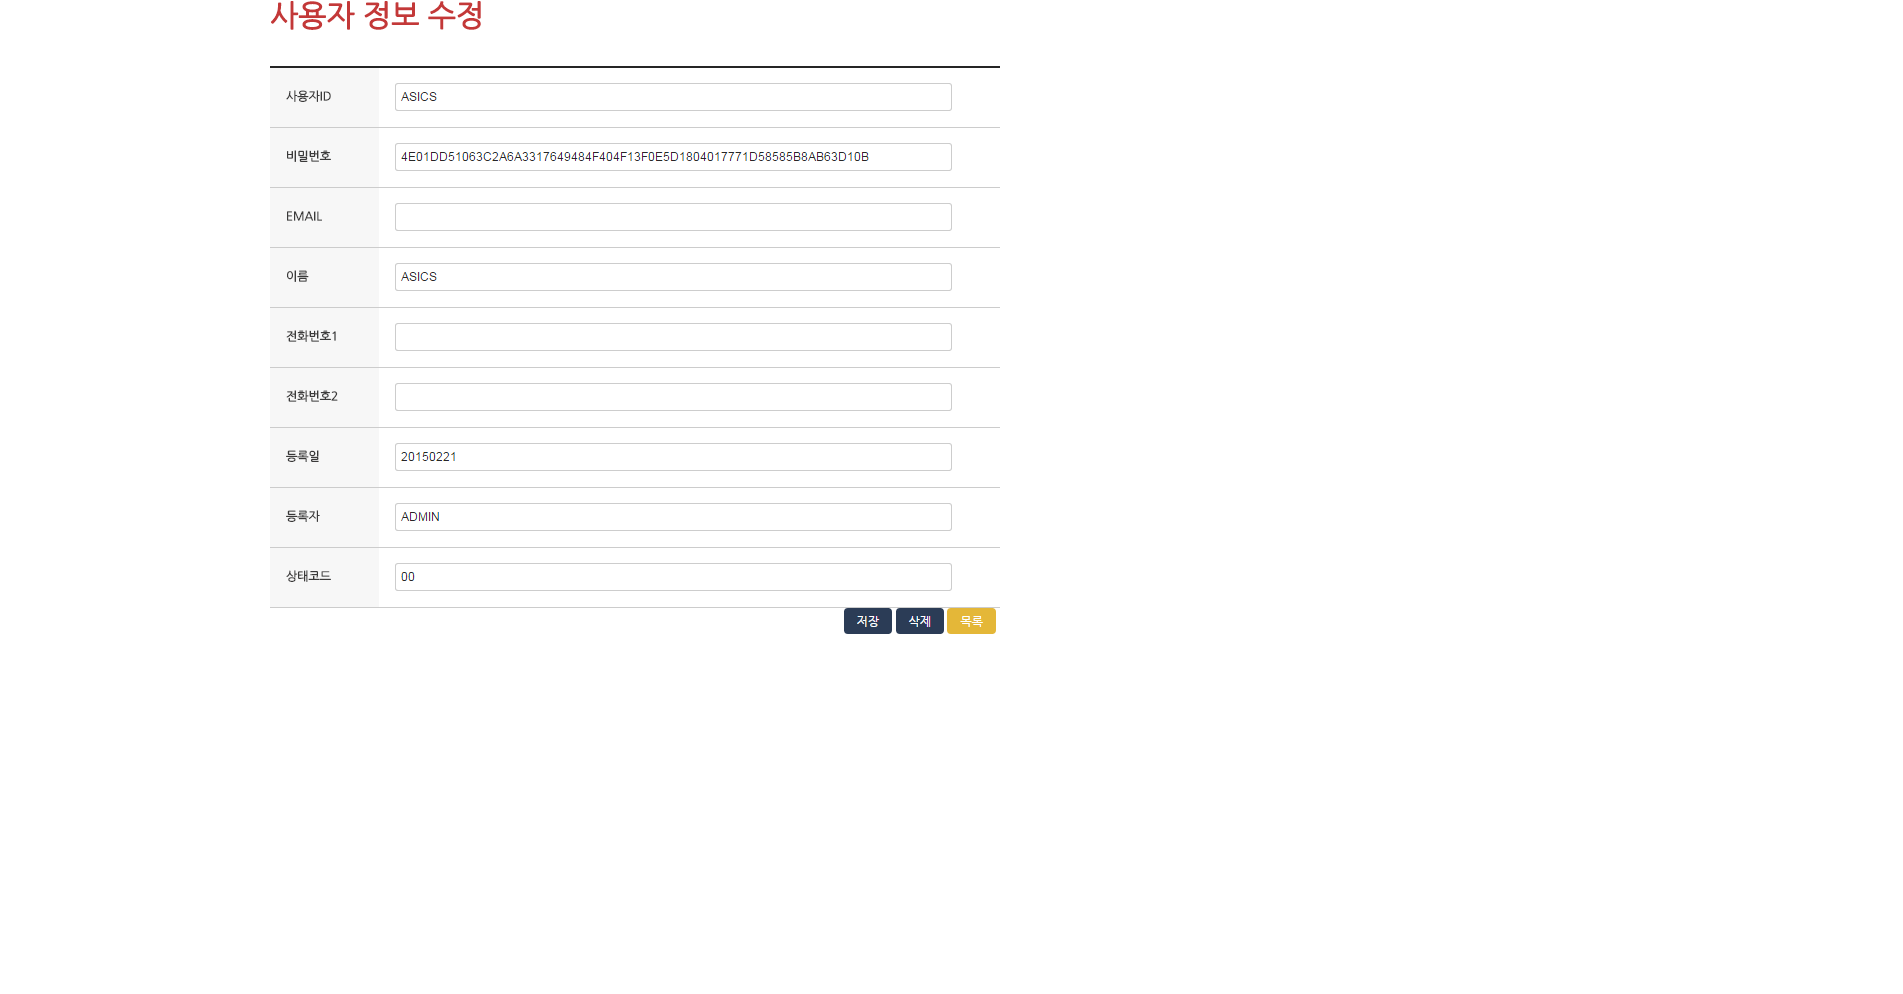 사용자 정보 수정
사용자ID ASICS
비밀번호 4E01DD51063C2A6A3317649484F404F13F0E5D1804017771D58585B8AB63D10B
EMAIL
이름 ASICS
전화번호1
전화번호2
등록일 20150221
등록자 ADMIN
상태코드 00
저장 삭제 목록